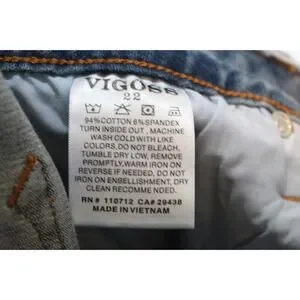 VIGOSS
22
94%COTTON 6%SPANDEX
TURN INSIDE OUT, MACHINE
WASH COLD WITH LIKE
COLORS,DO NOT BLEACH,
TUMBLE DRY LOW, REMOVE
PROMPTLY,WARM IRON ON
REVERSE IF NEEDED, DO NOT
IRON ON EMBELLISHMENT, DRY
CLEAN RECOMME NDED.
RN # 110712 CA# 29438
MADE IN VIETNAM